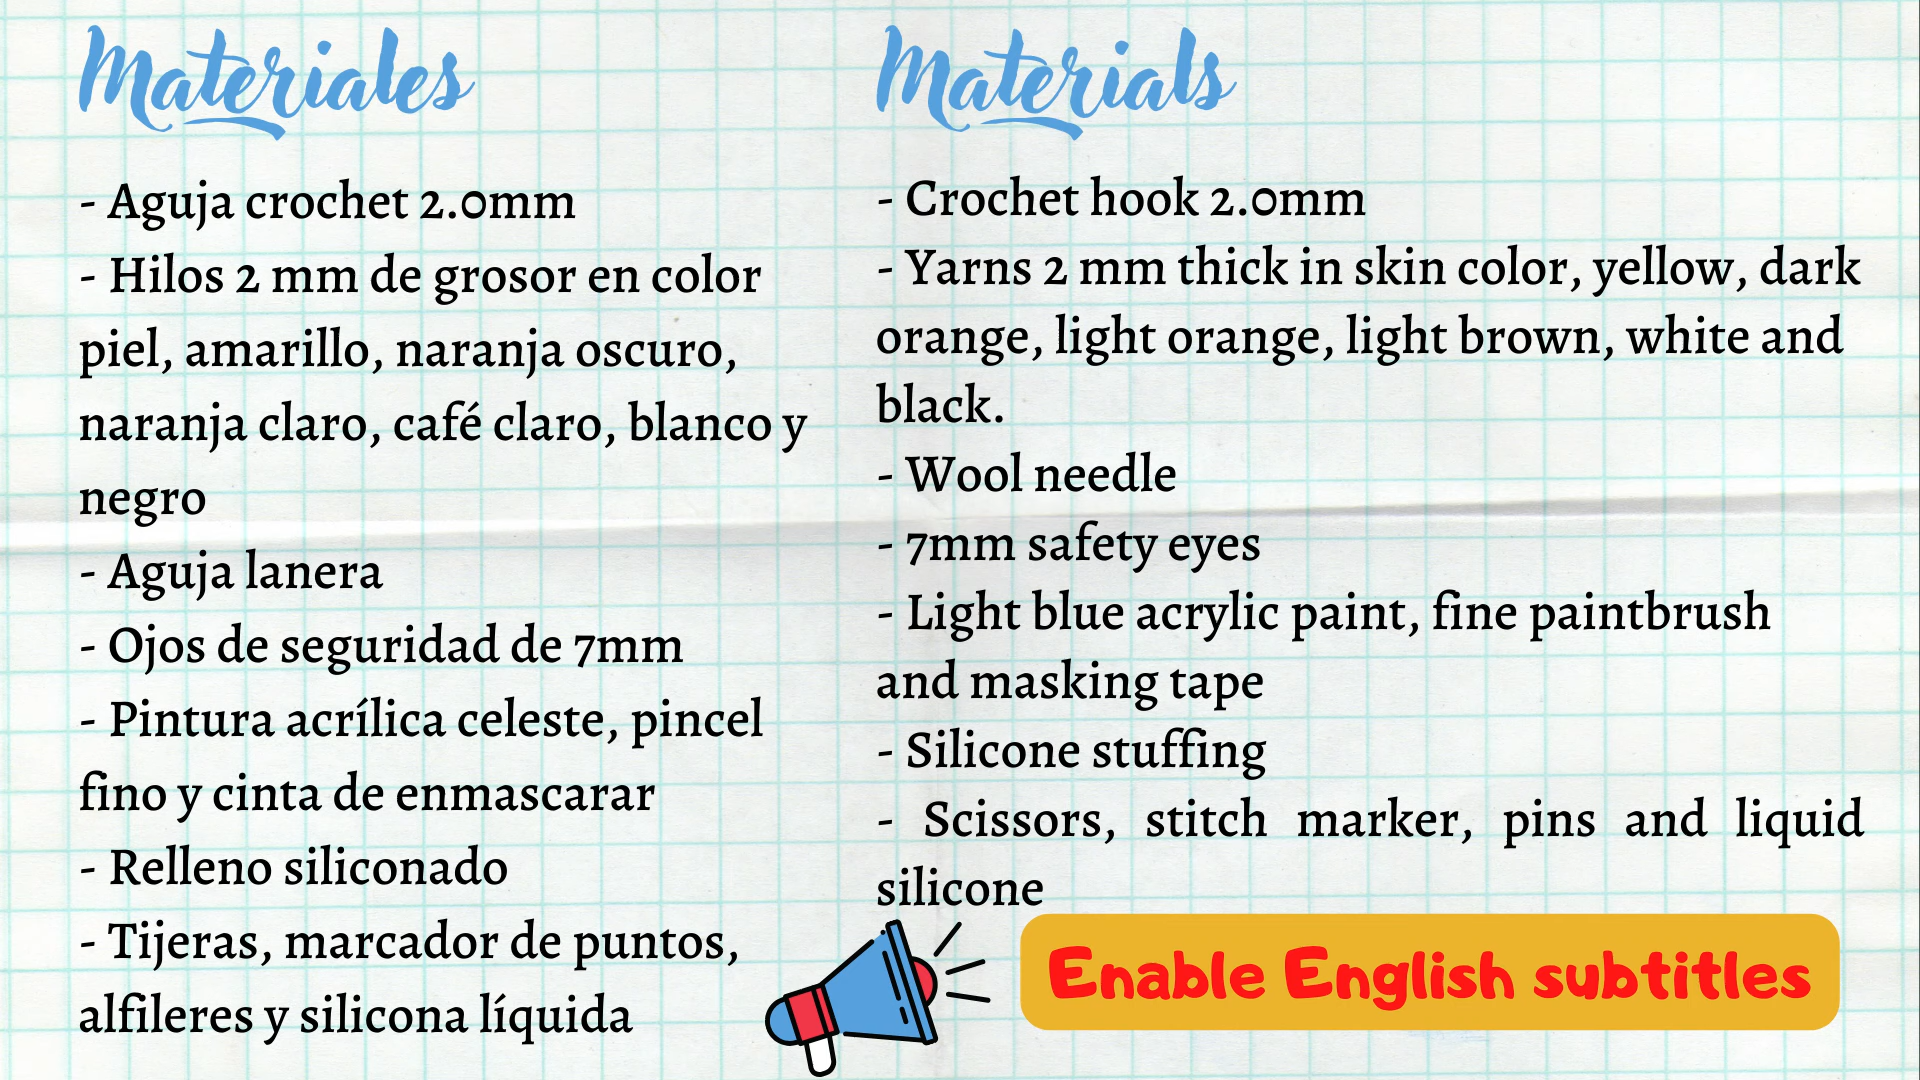 Materiales
- Aguja crochet 2.0mm
- Hilos 2 mm de grosor en color
piel, amarillo, naranja oscuro,
naranja claro, café claro, blanco y
negro
- Aguja lanera
- Ojos de seguridad de 7mm
- Pintura acrílica celeste, pincel
fino y cinta de enmascarar
- Relleno siliconado
- Tijeras, marcador de puntos,
alfileres y silicona líquida
Materials
- Crochet hook 2.0mm
- Yarns 2 mm thick in skin color, yellow, dark
orange, light orange, light brown, white and
black.
- Wool needle
- 7mm safety eyes
- Light blue acrylic paint, fine paintbrush
and masking tape
- Silicone stuffing
- Scissors, stitch marker, pins and liquid
silicone
Enable English subtitles